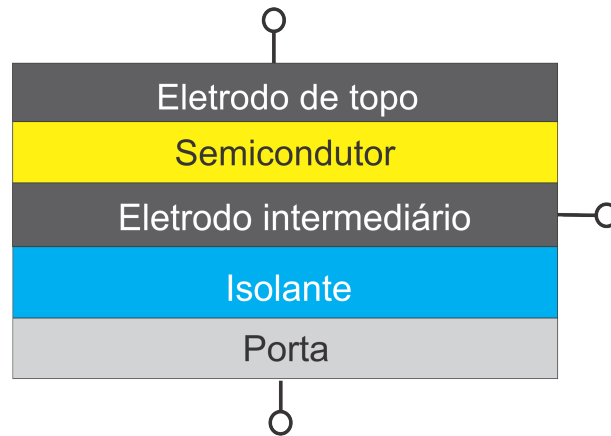 Eletrodo de topo
Semicondutor
Eletrodo intermediário
Isolante
Porta